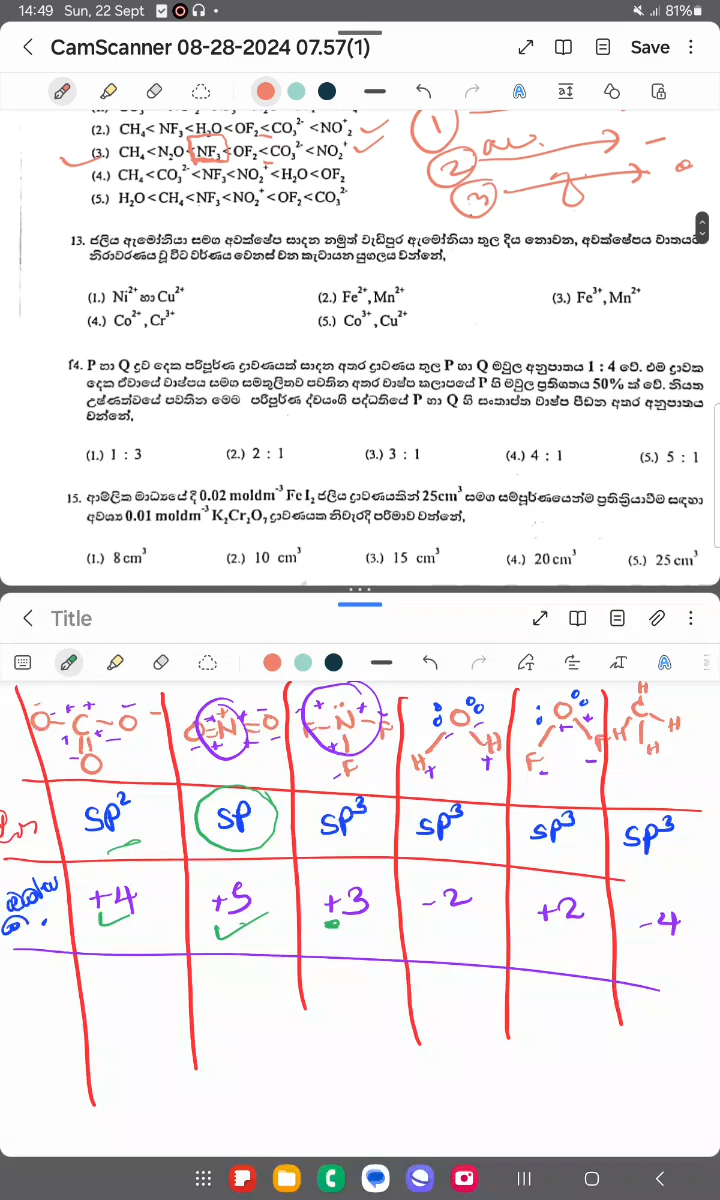 14:49 Sun, 22 Sept 81%
CamScanner 08-28-2024 07.57(1) Save
(2.) CH₄< NF₃<H₂O<OF₂<CO₃²⁻ <NO⁺₂
(3.) CH₄<N₂O<NF₃<OF₂<CO₃²⁻<NO₂⁺
(4.) CH₄<CO₃²⁻<NF₃<NO₂⁺<H₂O<OF₂
(5.) H₂O<CH₄<NF₃<NO₂⁺<OF₂<CO₃²⁻
1
2
3
13. ජලීය ඇමෝනියා සමග අවක්ෂේප සාදන නමුත් වැඩිපුර ඇමෝනියා තුල දිය නොවන, අවක්ෂේපය වාතයට
නිරාවරණය වූ විට වර්ණය වෙනස් වන කැටායන යුගලය වන්නේ,
(1.) Ni²⁺ හා Cu²⁺ (2.) Fe²⁺, Mn²⁺ (3.) Fe³⁺, Mn²⁺
(4.) Co²⁺, Cr³⁺ (5.) Co³⁺, Cu²⁺
14. P හා Q ද්‍රව දෙක පරිපූර්ණ ද්‍රාවණයක් සාදන අතර ද්‍රාවණය තුල P හා Q මවුල අනුපාතය 1 : 4 වේ. එම ද්‍රාවක
දෙක ඒවායේ වාෂ්පය සමග සමතුලිතව පවතින අතර වාෂ්ප කලාපයේ P හි මවුල ප්‍රතිශතය 50% ක් වේ. නියත
උෂ්ණත්වයේ පවතින මෙම පරිපූර්ණ ද්වයංගී පද්ධතියේ P හා Q හි සංතෘප්ත වාෂ්ප පීඩන අතර අනුපාතය
වන්නේ,
(1.) 1 : 3 (2.) 2 : 1 (3.) 3 : 1 (4.) 4 : 1 (5.) 5 : 1
15. ආම්ලික මාධ්‍යයේ දී 0.02 moldm⁻³ FeI₂ ජලීය ද්‍රාවණයකින් 25cm³ සමග සම්පූර්ණයෙන්ම ප්‍රතික්‍රියාවීම සඳහා
අවශ්‍ය 0.01 moldm⁻³ K₂Cr₂O₇ ද්‍රාවණයක නිවැරදි පරිමාව වන්නේ,
(1.) 8 cm³ (2.) 10 cm³ (3.) 15 cm³ (4.) 20 cm³ (5.) 25 cm³
Title
O C O O
O N O
F N F F
O H H
O F F
H C H H H
sp² sp sp³ sp³ sp³ sp³
+4 +5 +3 -2 +2 -4